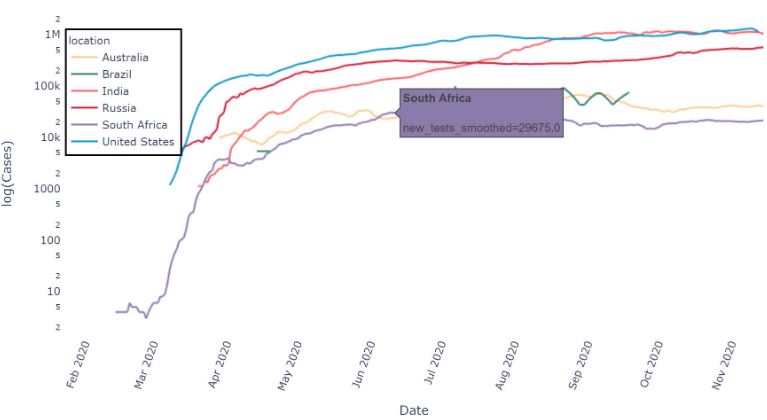 2
1M
5
2
100k
5
2
10k
5
2
1000
5
2
100
5
2
10
5
2
log(Cases)
location
Australia
Brazil
India
Russia
South Africa
United States
South Africa
new_tests_smoothed=29675.0
Feb 2020
Mar 2020
Apr 2020
May 2020
Jun 2020
Jul 2020
Aug 2020
Sep 2020
Oct 2020
Nov 2020
Date